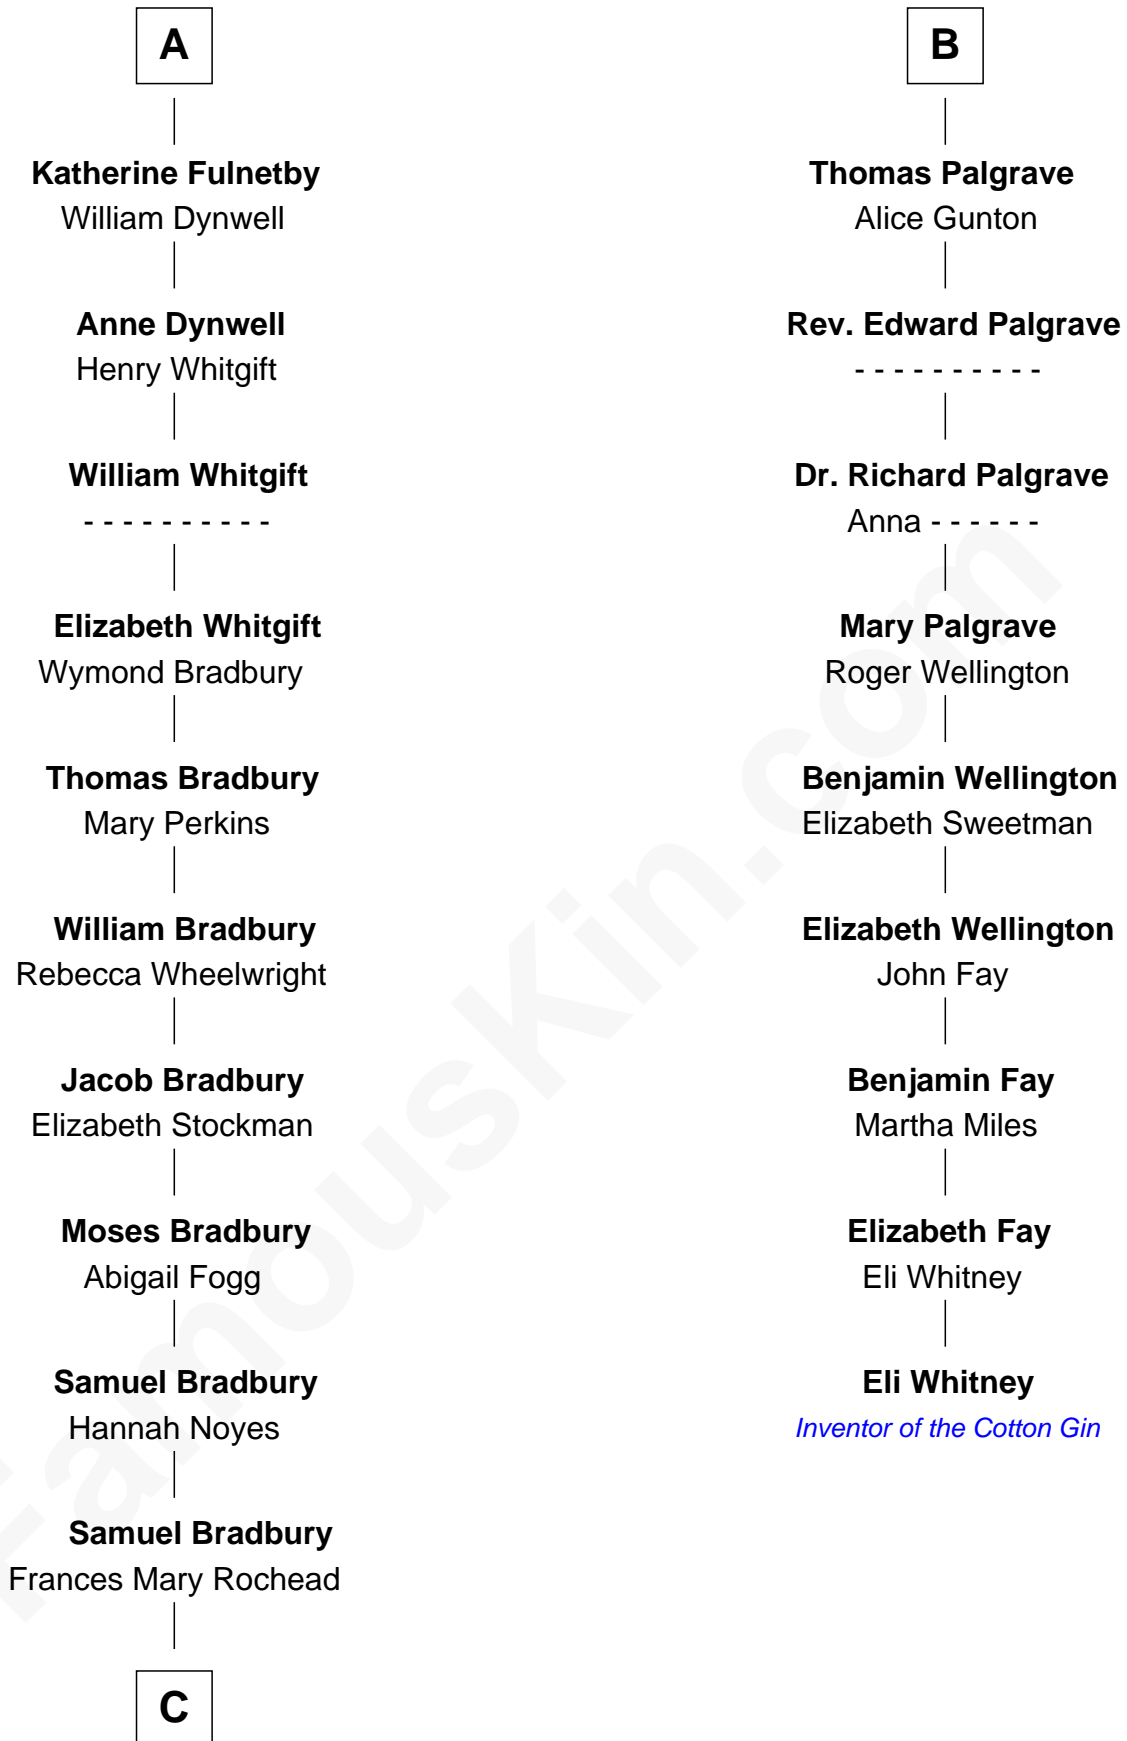 A
Katherine Fulnetby
William Dynwell
Anne Dynwell
Henry Whitgift
William Whitgift
- - - - - - - - - -
Elizabeth Whitgift
Wymond Bradbury
Thomas Bradbury
Mary Perkins
William Bradbury
Rebecca Wheelwright
Jacob Bradbury
Elizabeth Stockman
Moses Bradbury
Abigail Fogg
Samuel Bradbury
Hannah Noyes
Samuel Bradbury
Frances Mary Rochead
C
B
Thomas Palgrave
Alice Gunton
Rev. Edward Palgrave
- - - - - - - - - -
Dr. Richard Palgrave
Anna - - - - - -
Mary Palgrave
Roger Wellington
Benjamin Wellington
Elizabeth Sweetman
Elizabeth Wellington
John Fay
Benjamin Fay
Martha Miles
Elizabeth Fay
Eli Whitney
Eli Whitney
Inventor of the Cotton Gin
FamousKin.com